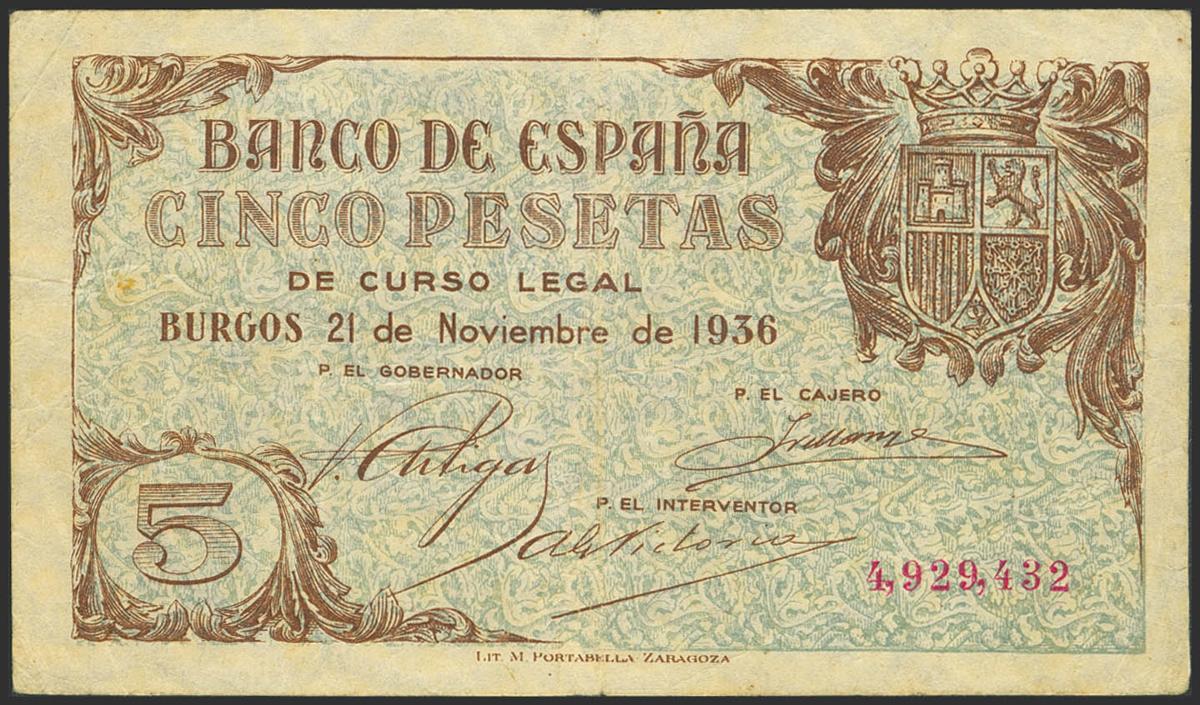 BANCO DE ESPAÑA
CINCO PESETAS
DE CURSO LEGAL
BURGOS 21 de Noviembre de 1936
P. EL GOBERNADOR
P. EL CAJERO
P. EL INTERVENTOR
5
4,929,432
LIT. M. PORTABELLA ZARAGOZA